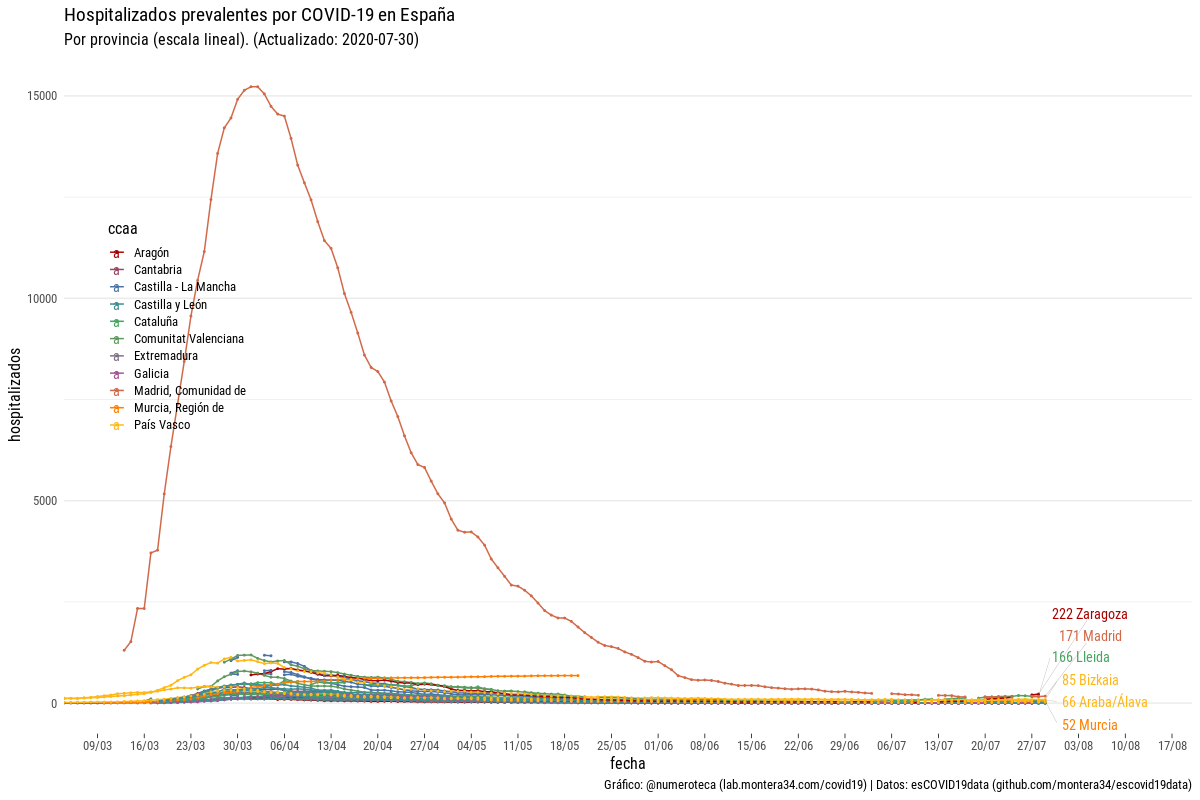 Hospitalizados prevalentes por COVID-19 en España
Por provincia (escala lineal). (Actualizado: 2020-07-30)
15000
10000
5000
0
hospitalizados
ccaa
Aragón
Cantabria
Castilla - La Mancha
Castilla y León
Cataluña
Comunitat Valenciana
Extremadura
Galicia
Madrid, Comunidad de
Murcia, Región de
País Vasco
222 Zaragoza
171 Madrid
166 Lleida
85 Bizkaia
66 Araba/Álava
52 Murcia
09/03 16/03 23/03 30/03 06/04 13/04 20/04 27/04 04/05 11/05 18/05 25/05 01/06 08/06 15/06 22/06 29/06 06/07 13/07 20/07 27/07 03/08 10/08 17/08
fecha
Gráfico: @numeroteca (lab.montera34.com/covid19) | Datos: esCOVID19data (github.com/montera34/escovid19data)